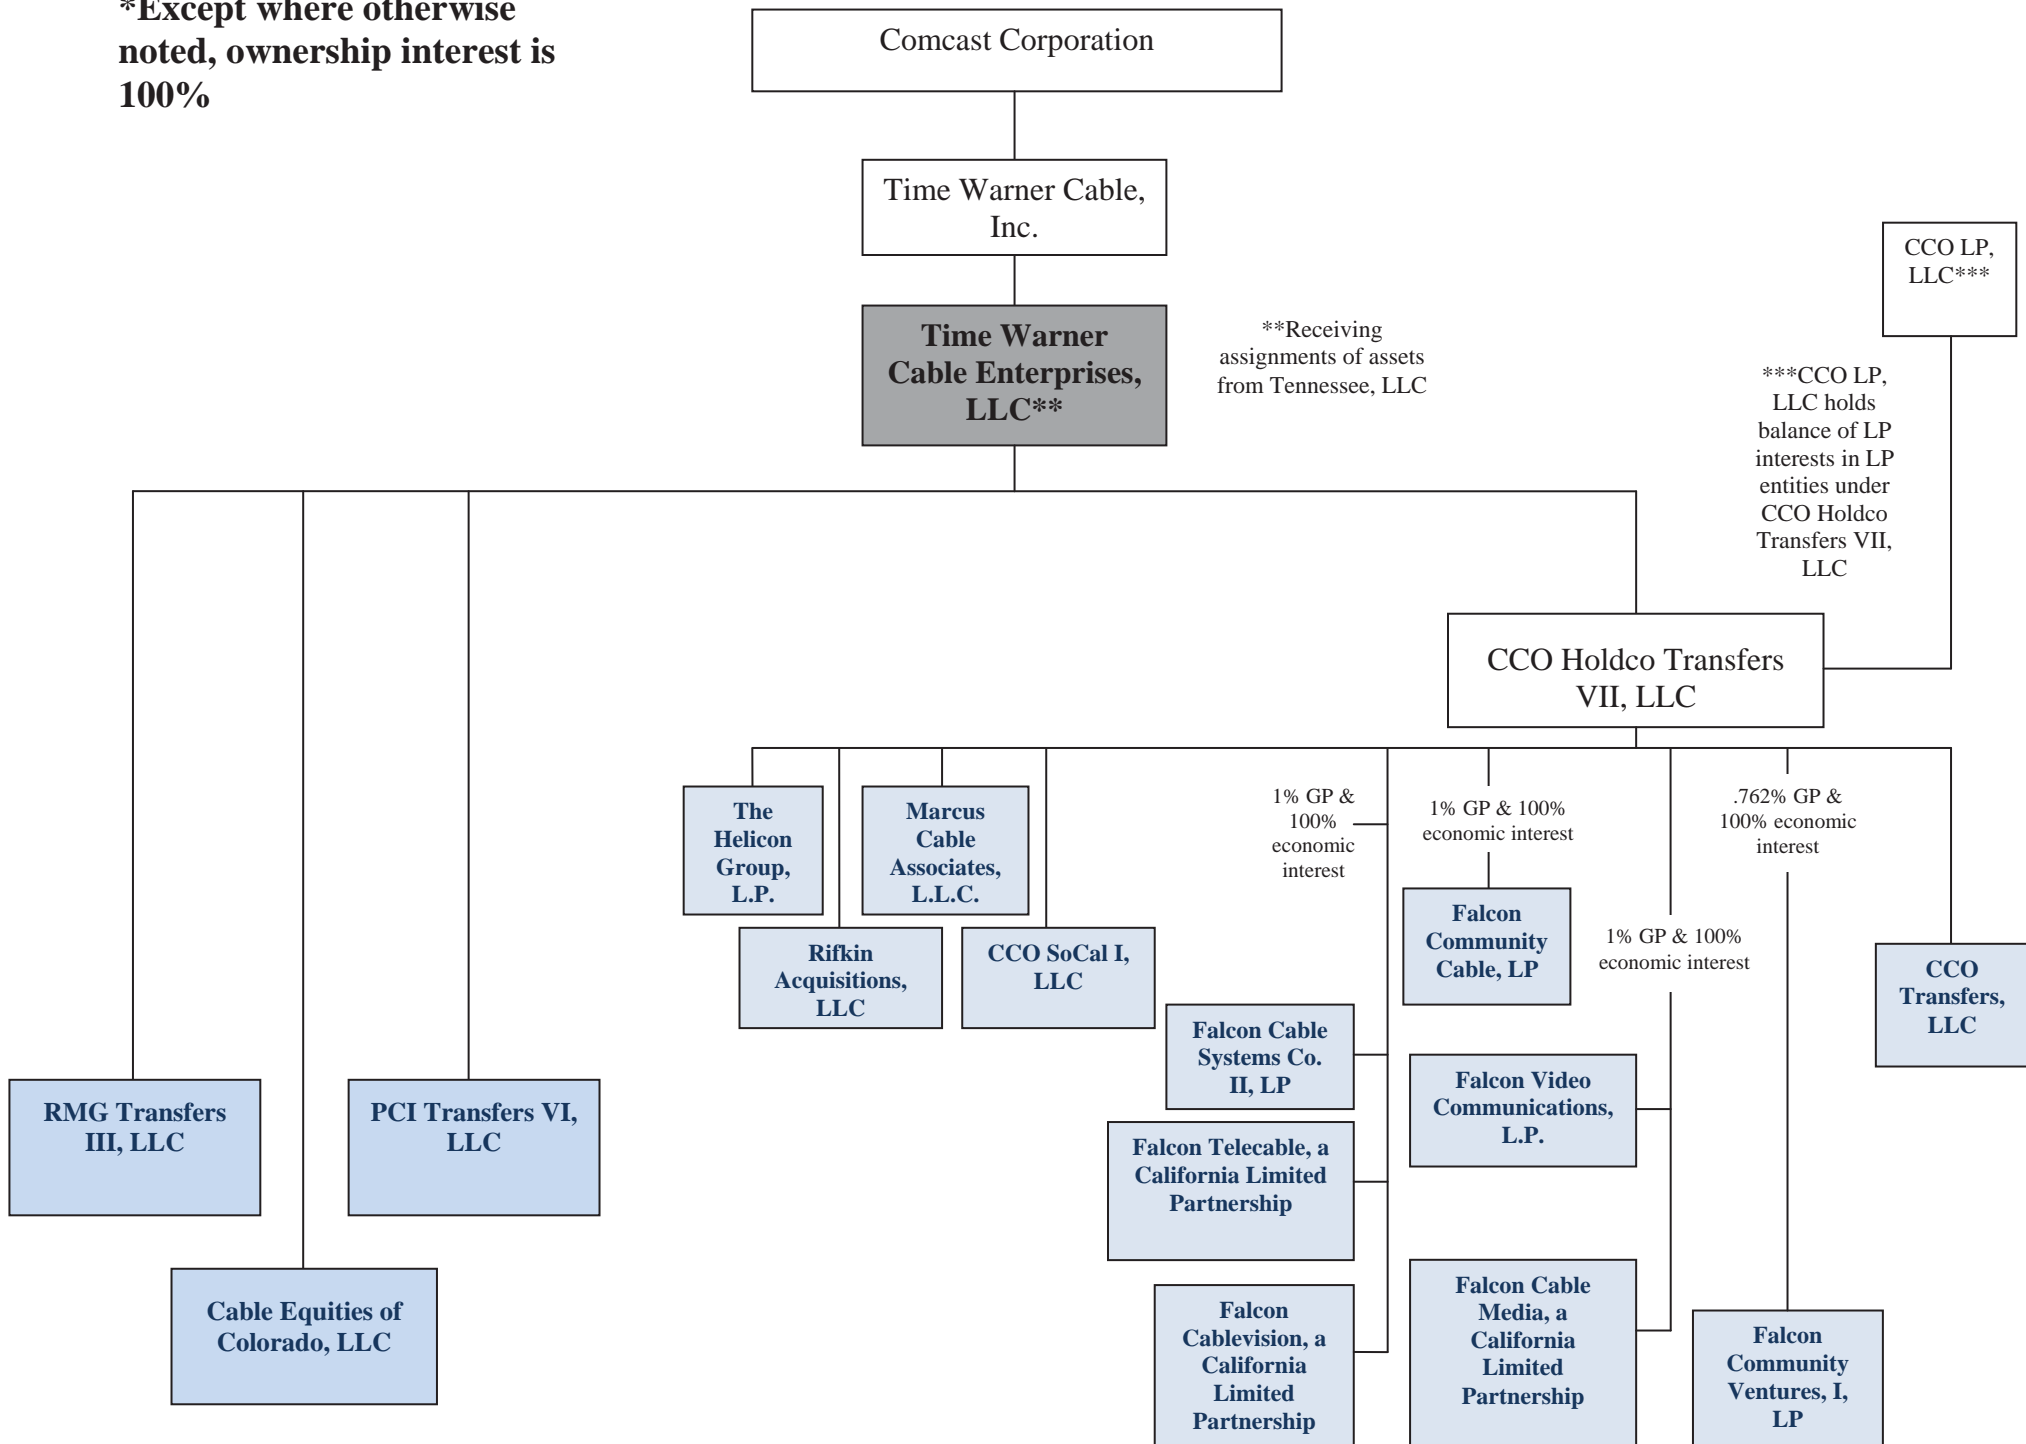 *Except where otherwise
noted, ownership interest is
100%
Comcast Corporation
Time Warner Cable,
Inc.
CCO LP,
LLC***
Time Warner
Cable Enterprises,
LLC**
**Receiving
assignments of assets
from Tennessee, LLC
***CCO LP,
LLC holds
balance of LP
interests in LP
entities under
CCO Holdco
Transfers VII,
LLC
CCO Holdco Transfers
VII, LLC
The
Helicon
Group,
L.P.
Marcus
Cable
Associates,
L.L.C.
1% GP &
100%
economic
interest
1% GP & 100%
economic interest
.762% GP &
100% economic
interest
Rifkin
Acquisitions,
LLC
CCO SoCal I,
LLC
Falcon
Community
Cable, LP
1% GP & 100%
economic interest
CCO
Transfers,
LLC
Falcon Cable
Systems Co.
II, LP
Falcon Video
Communications,
L.P.
RMG Transfers
III, LLC
PCI Transfers VI,
LLC
Falcon Telecable, a
California Limited
Partnership
Cable Equities of
Colorado, LLC
Falcon
Cablevision, a
California
Limited
Partnership
Falcon Cable
Media, a
California
Limited
Partnership
Falcon
Community
Ventures, I,
LP